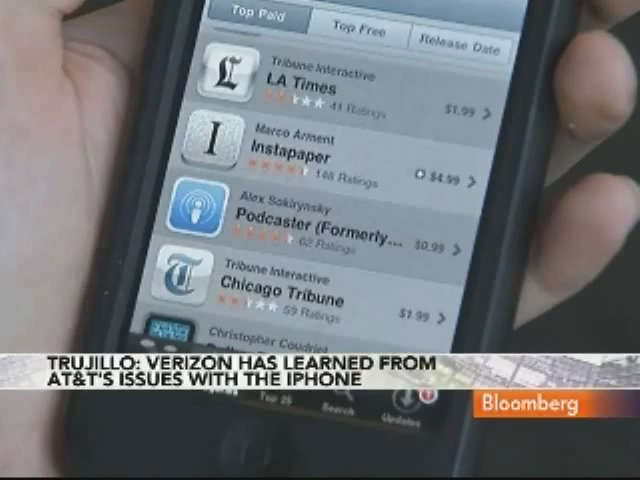 Top Paid
Top Free
Release Date
Tribune Interactive
LA Times
41 Ratings
$1.99
Marco Arment
Instapaper
148 Ratings
$4.99
Alex Sokirynsky
Podcaster (Formerly...
62 Ratings
$0.99
Tribune Interactive
Chicago Tribune
59 Ratings
$1.99
Christopher Coudriet
TRUJILLO: VERIZON HAS LEARNED FROM
AT&T'S ISSUES WITH THE IPHONE
Bloomberg
Top 25
Search
Updates